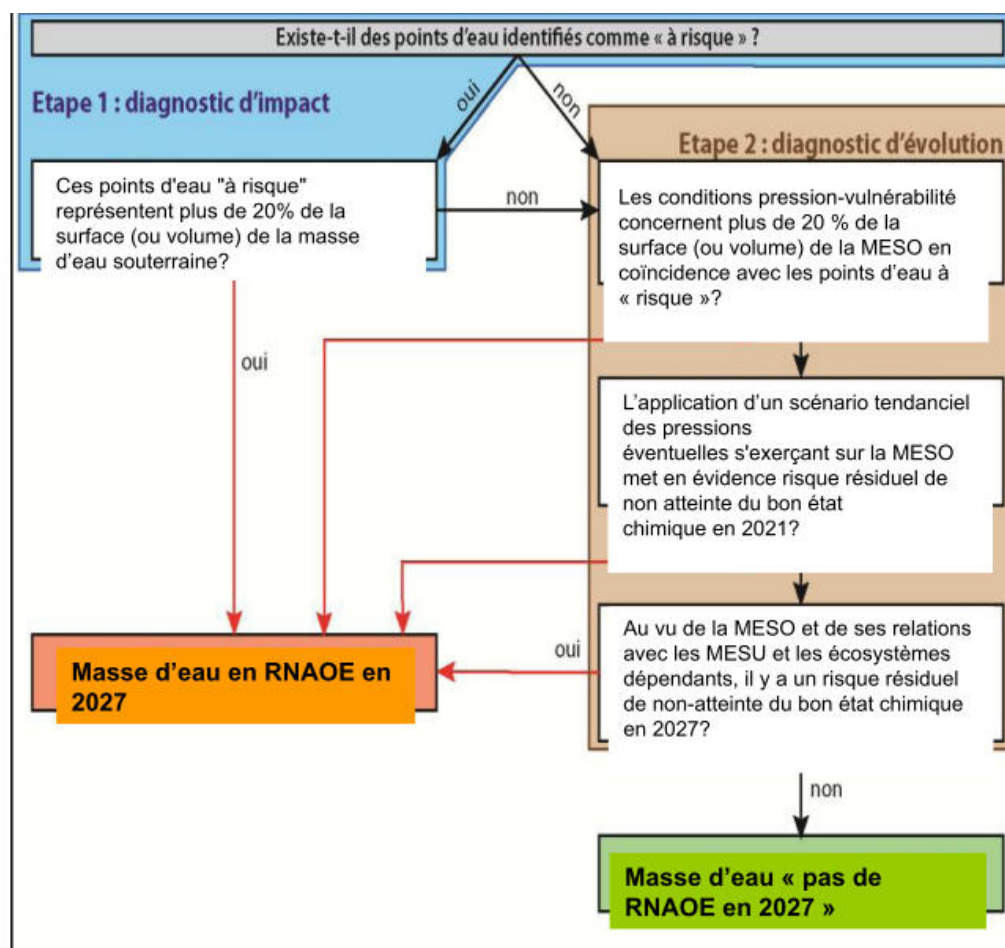 Existe-t-il des points d'eau identifiés comme « à risque » ?
Etape 1 : diagnostic d'impact
oui
non
Etape 2 : diagnostic d'évolution
Ces points d'eau "à risque"
représentent plus de 20% de la
surface (ou volume) de la masse
d'eau souterraine?
non
Les conditions pression-vulnérabilité
concernent plus de 20 % de la
surface (ou volume) de la MESO en
coïncidence avec les points d'eau à
« risque »?
oui
L'application d'un scénario tendanciel
des pressions
éventuelles s'exerçant sur la MESO
met en évidence risque résiduel de
non atteinte du bon état
chimique en 2021?
Au vu de la MESO et de ses relations
avec les MESU et les écosystèmes
dépendants, il y a un risque résiduel
de non-atteinte du bon état chimique
en 2027?
oui
Masse d'eau en RNAOE en
2027
non
Masse d'eau « pas de
RNAOE en 2027 »